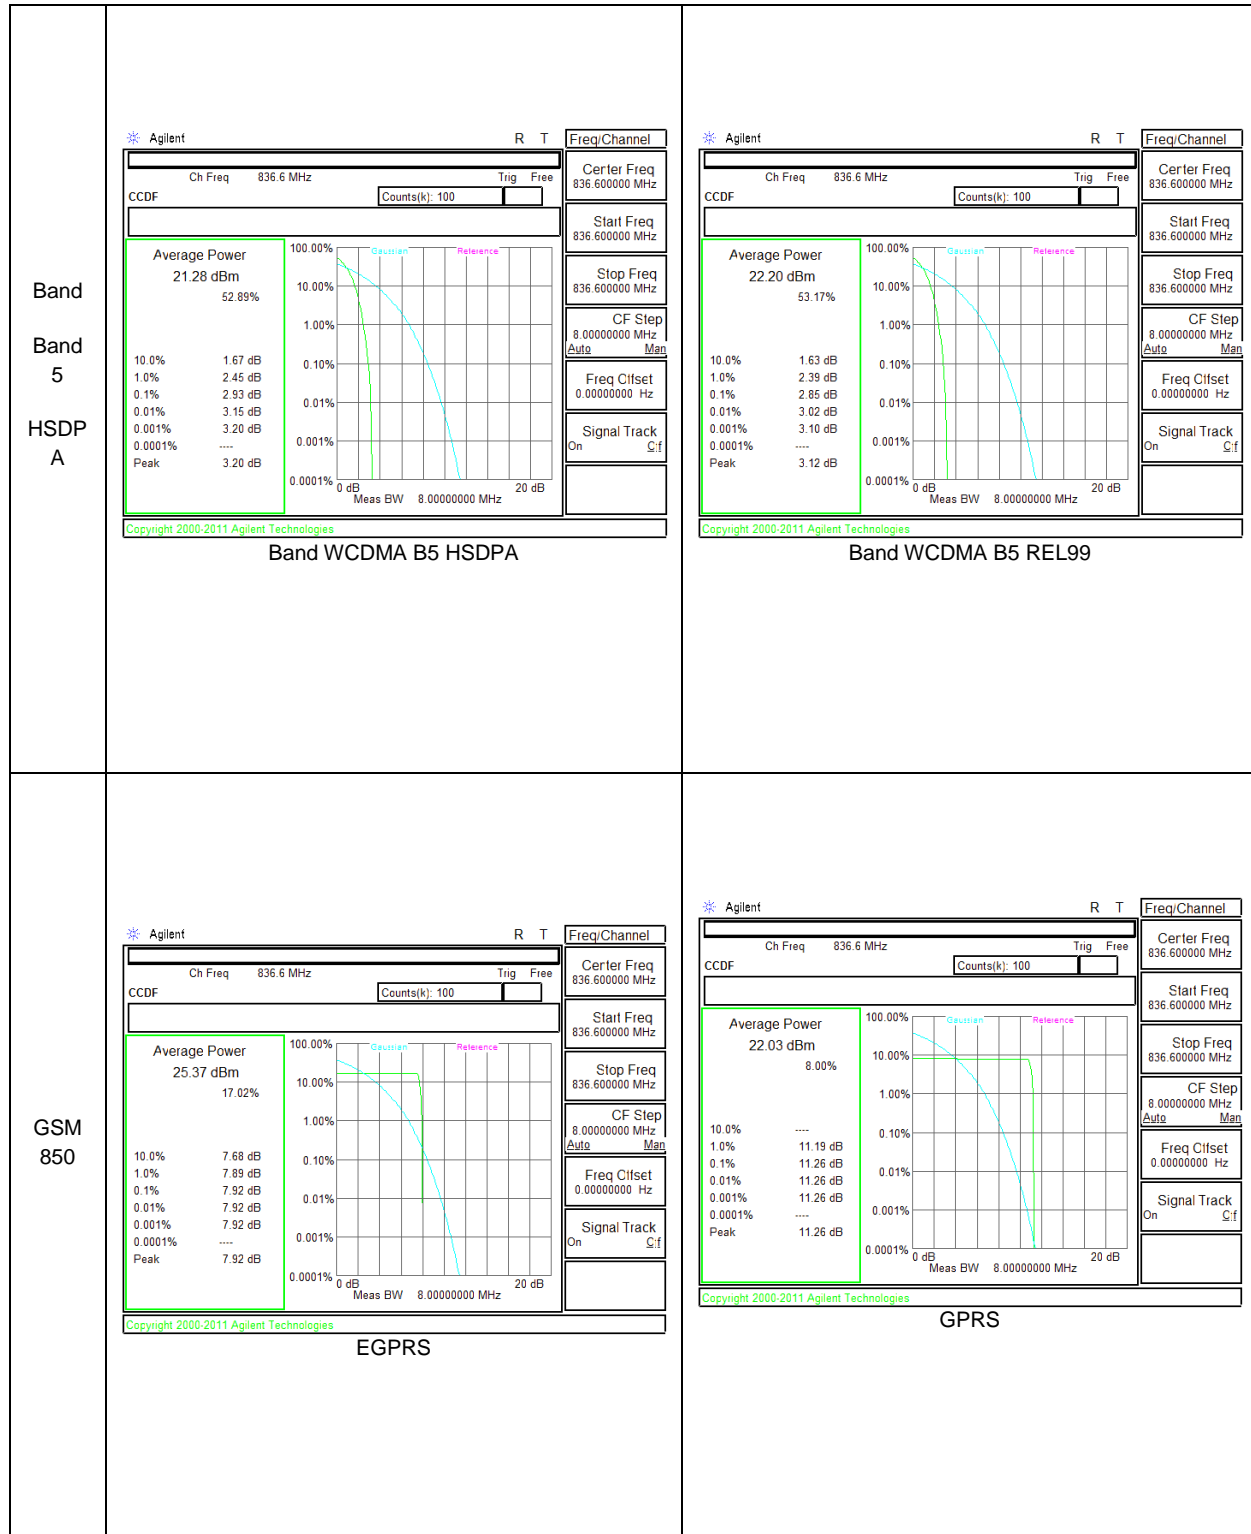 Band
Band
5
HSDP
A
Agilent R T
Ch Freq 836.6 MHz Trig Free
CCDF Counts(k): 100
Average Power
21.28 dBm
52.89%
10.0% 1.67 dB
1.0% 2.45 dB
0.1% 2.93 dB
0.01% 3.15 dB
0.001% 3.20 dB
0.0001% ----
Peak 3.20 dB
Gaussian Reference
100.00%
10.00%
1.00%
0.10%
0.01%
0.001%
0.0001%
0 dB 20 dB
Meas BW 8.00000000 MHz
Freq/Channel
Center Freq
836.600000 MHz
Start Freq
836.600000 MHz
Stop Freq
836.600000 MHz
CF Step
8.00000000 MHz
Auto Man
Freq Offset
0.00000000 Hz
Signal Track
On Off
Copyright 2000-2011 Agilent Technologies
Band WCDMA B5 HSDPA
Agilent R T
Ch Freq 836.6 MHz Trig Free
CCDF Counts(k): 100
Average Power
22.20 dBm
53.17%
10.0% 1.63 dB
1.0% 2.39 dB
0.1% 2.85 dB
0.01% 3.02 dB
0.001% 3.10 dB
0.0001% ----
Peak 3.12 dB
Gaussian Reference
100.00%
10.00%
1.00%
0.10%
0.01%
0.001%
0.0001%
0 dB 20 dB
Meas BW 8.00000000 MHz
Freq/Channel
Center Freq
836.600000 MHz
Start Freq
836.600000 MHz
Stop Freq
836.600000 MHz
CF Step
8.00000000 MHz
Auto Man
Freq Offset
0.00000000 Hz
Signal Track
On Off
Copyright 2000-2011 Agilent Technologies
Band WCDMA B5 REL99
GSM
850
Agilent R T
Ch Freq 836.6 MHz Trig Free
CCDF Counts(k): 100
Average Power
25.37 dBm
17.02%
10.0% 7.68 dB
1.0% 7.89 dB
0.1% 7.92 dB
0.01% 7.92 dB
0.001% 7.92 dB
0.0001% ----
Peak 7.92 dB
Gaussian Reference
100.00%
10.00%
1.00%
0.10%
0.01%
0.001%
0.0001%
0 dB 20 dB
Meas BW 8.00000000 MHz
Freq/Channel
Center Freq
836.600000 MHz
Start Freq
836.600000 MHz
Stop Freq
836.600000 MHz
CF Step
8.00000000 MHz
Auto Man
Freq Offset
0.00000000 Hz
Signal Track
On Off
Copyright 2000-2011 Agilent Technologies
EGPRS
Agilent R T
Ch Freq 836.6 MHz Trig Free
CCDF Counts(k): 100
Average Power
22.03 dBm
8.00%
10.0% ----
1.0% 11.19 dB
0.1% 11.26 dB
0.01% 11.26 dB
0.001% 11.26 dB
0.0001% ----
Peak 11.26 dB
Gaussian Reference
100.00%
10.00%
1.00%
0.10%
0.01%
0.001%
0.0001%
0 dB 20 dB
Meas BW 8.00000000 MHz
Freq/Channel
Center Freq
836.600000 MHz
Start Freq
836.600000 MHz
Stop Freq
836.600000 MHz
CF Step
8.00000000 MHz
Auto Man
Freq Offset
0.00000000 Hz
Signal Track
On Off
Copyright 2000-2011 Agilent Technologies
GPRS